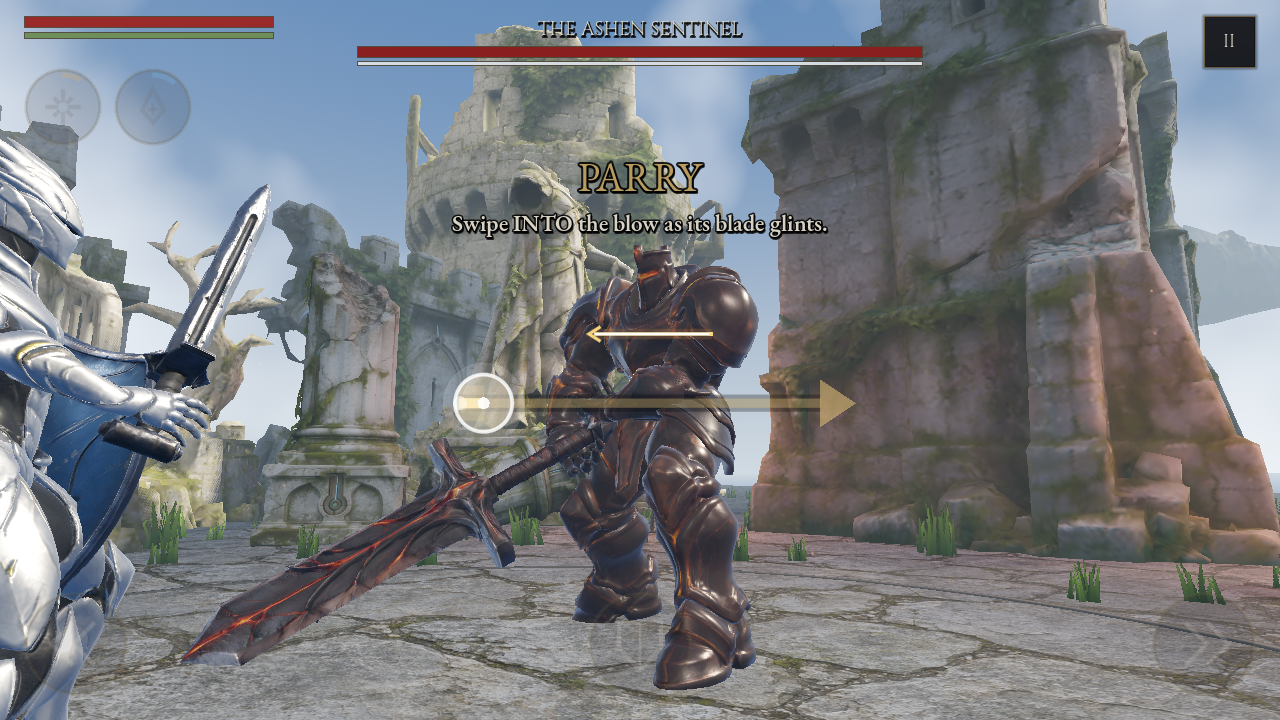 THE ASHEN SENTINEL
PARRY
Swipe INTO the blow as its blade glints.